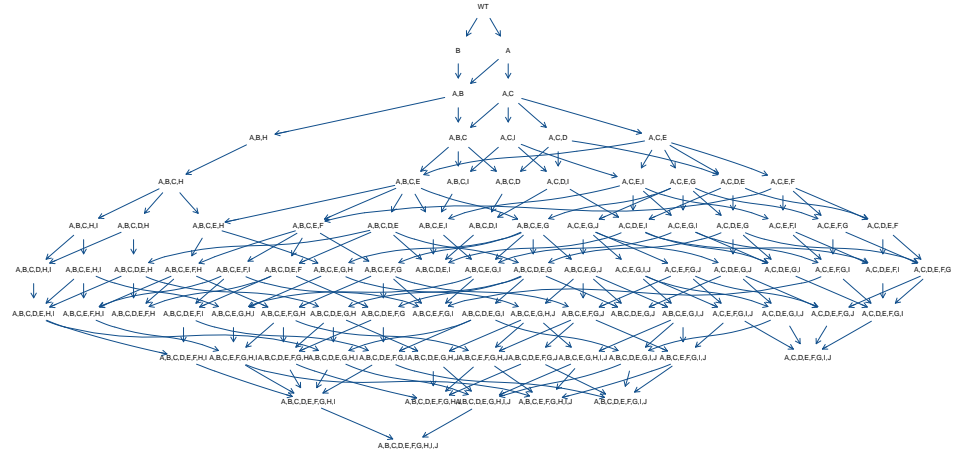 WT
B A
A,B A,C
A,B,H A,B,C A,C,I A,C,D A,C,E
A,B,C,H A,B,C,E A,B,C,I A,B,C,D A,C,D,I A,C,E,I A,C,E,G A,C,D,E A,C,E,F
A,B,C,H,I A,B,C,D,H A,B,C,E,H A,B,C,E,F A,B,C,D,E A,B,C,E,I A,B,C,D,I A,B,C,E,G A,C,E,G,J A,C,D,E,I A,C,E,G,I A,C,D,E,G A,C,E,F,I A,C,E,F,G A,C,D,E,F
A,B,C,D,H,I A,B,C,E,H,I A,B,C,D,E,H A,B,C,E,F,H A,B,C,E,F,I A,B,C,D,E,F A,B,C,E,G,H A,B,C,E,F,G A,B,C,D,E,I A,B,C,E,G,I A,B,C,D,E,G A,B,C,E,G,J A,C,E,G,I,J A,C,E,F,G,J A,C,D,E,G,J A,C,D,E,G,I A,C,E,F,G,I A,C,D,E,F,I A,C,D,E,F,G
A,B,C,D,E,H,I A,B,C,E,F,H,I A,B,C,D,E,F,H A,B,C,D,E,F,I A,B,C,E,G,H,I A,B,C,E,F,G,H A,B,C,D,E,G,H A,B,C,D,E,F,G A,B,C,E,F,G,I A,B,C,D,E,G,I A,B,C,E,G,H,J A,B,C,E,F,G,J A,B,C,D,E,G,J A,B,C,E,G,I,J A,C,E,F,G,I,J A,C,D,E,G,I,J A,C,D,E,F,G,J A,C,D,E,F,G,I
A,B,C,D,E,F,H,I A,B,C,E,F,G,H,I A,B,C,D,E,F,G,H A,B,C,D,E,G,H,I A,B,C,D,E,F,G,I A,B,C,D,E,G,H,J A,B,C,E,F,G,H,J A,B,C,D,E,F,G,J A,B,C,E,G,H,I,J A,B,C,D,E,G,I,J A,B,C,E,F,G,I,J A,C,D,E,F,G,I,J
A,B,C,D,E,F,G,H,I A,B,C,D,E,F,G,H,J A,B,C,D,E,G,H,I,J A,B,C,E,F,G,H,I,J A,B,C,D,E,F,G,I,J
A,B,C,D,E,F,G,H,I,J